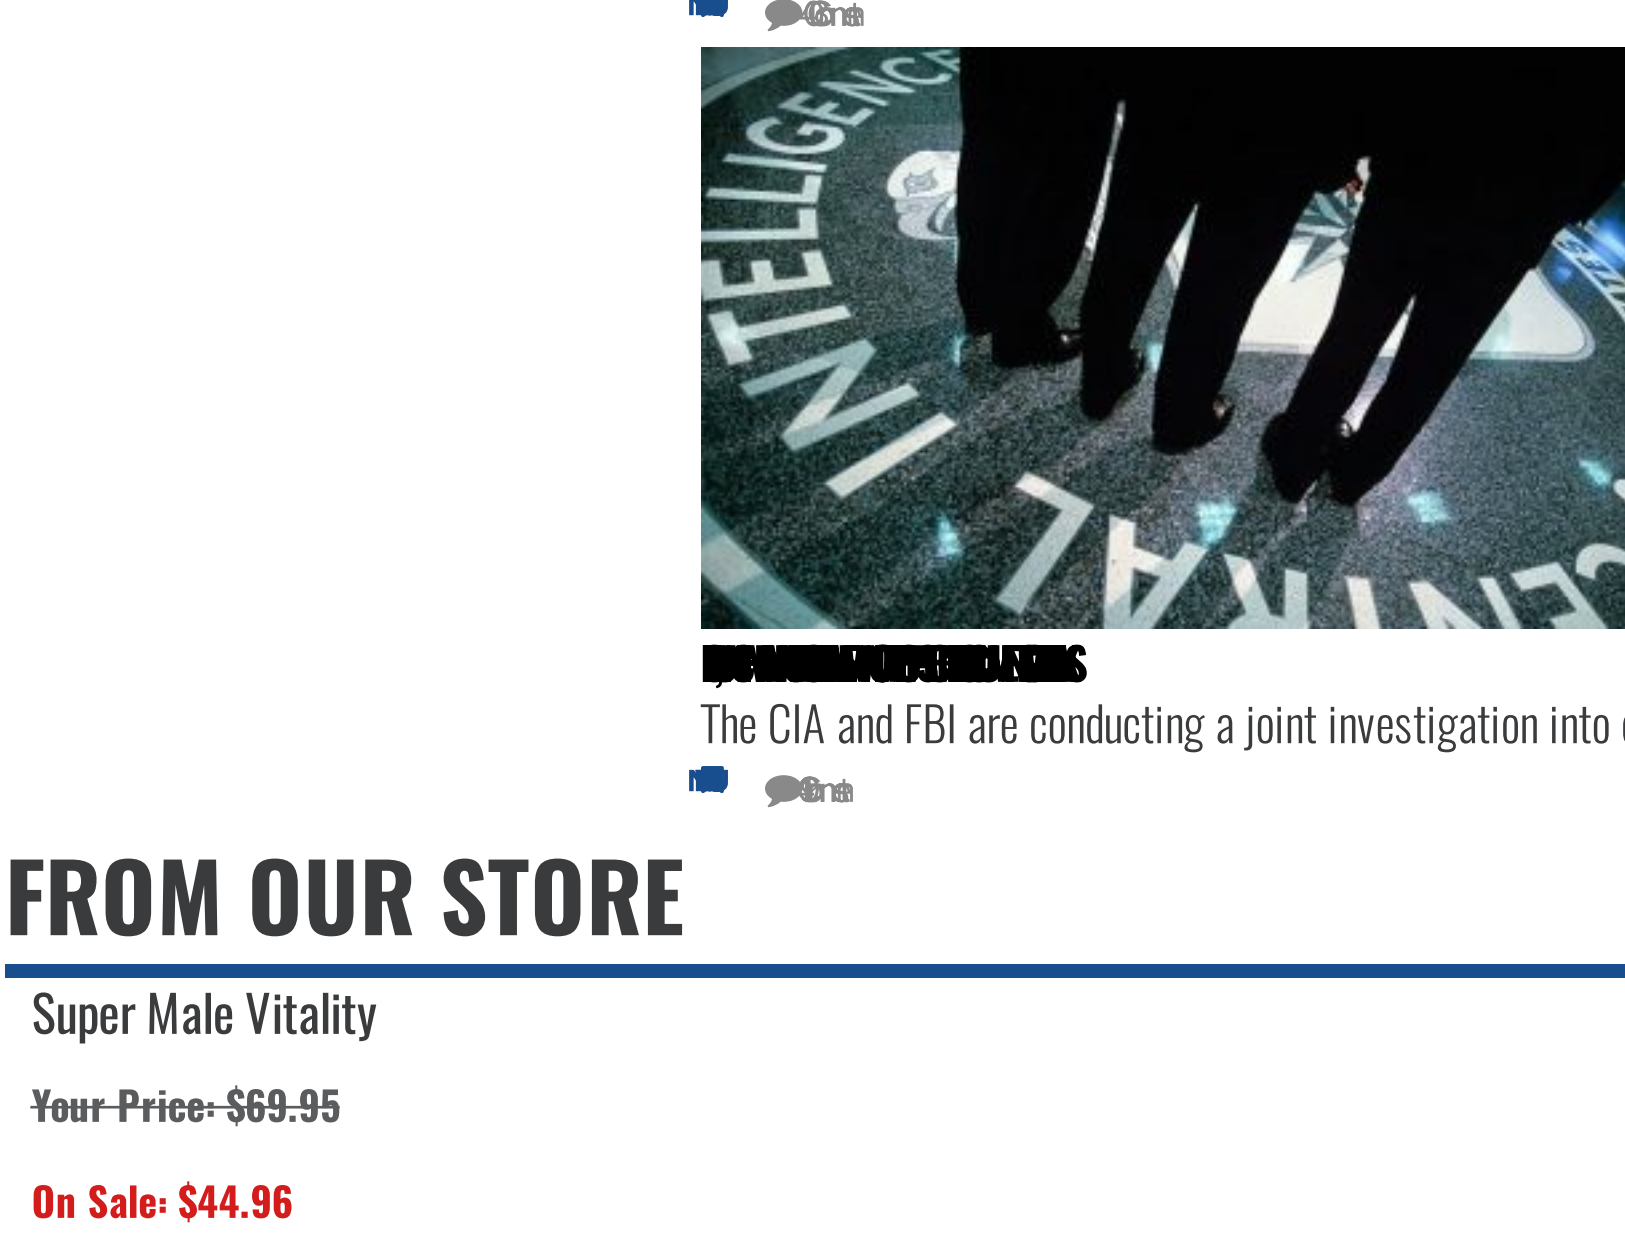 INTELLIGENCE
CENTRAL
The CIA and FBI are conducting a joint investigation into
FROM OUR STORE
Super Male Vitality
Your Price: $69.95
On Sale: $44.96